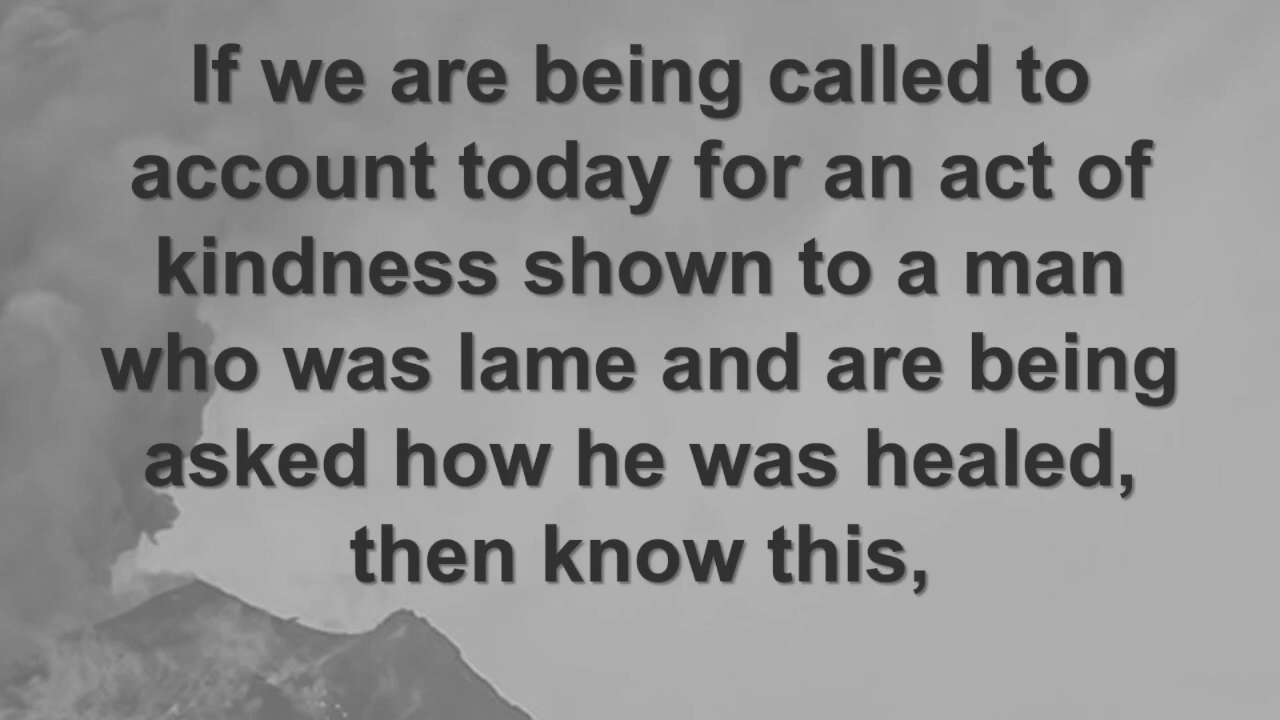 If we are being called to
account today for an act of
kindness shown to a man
who was lame and are being
asked how he was healed,
then know this,